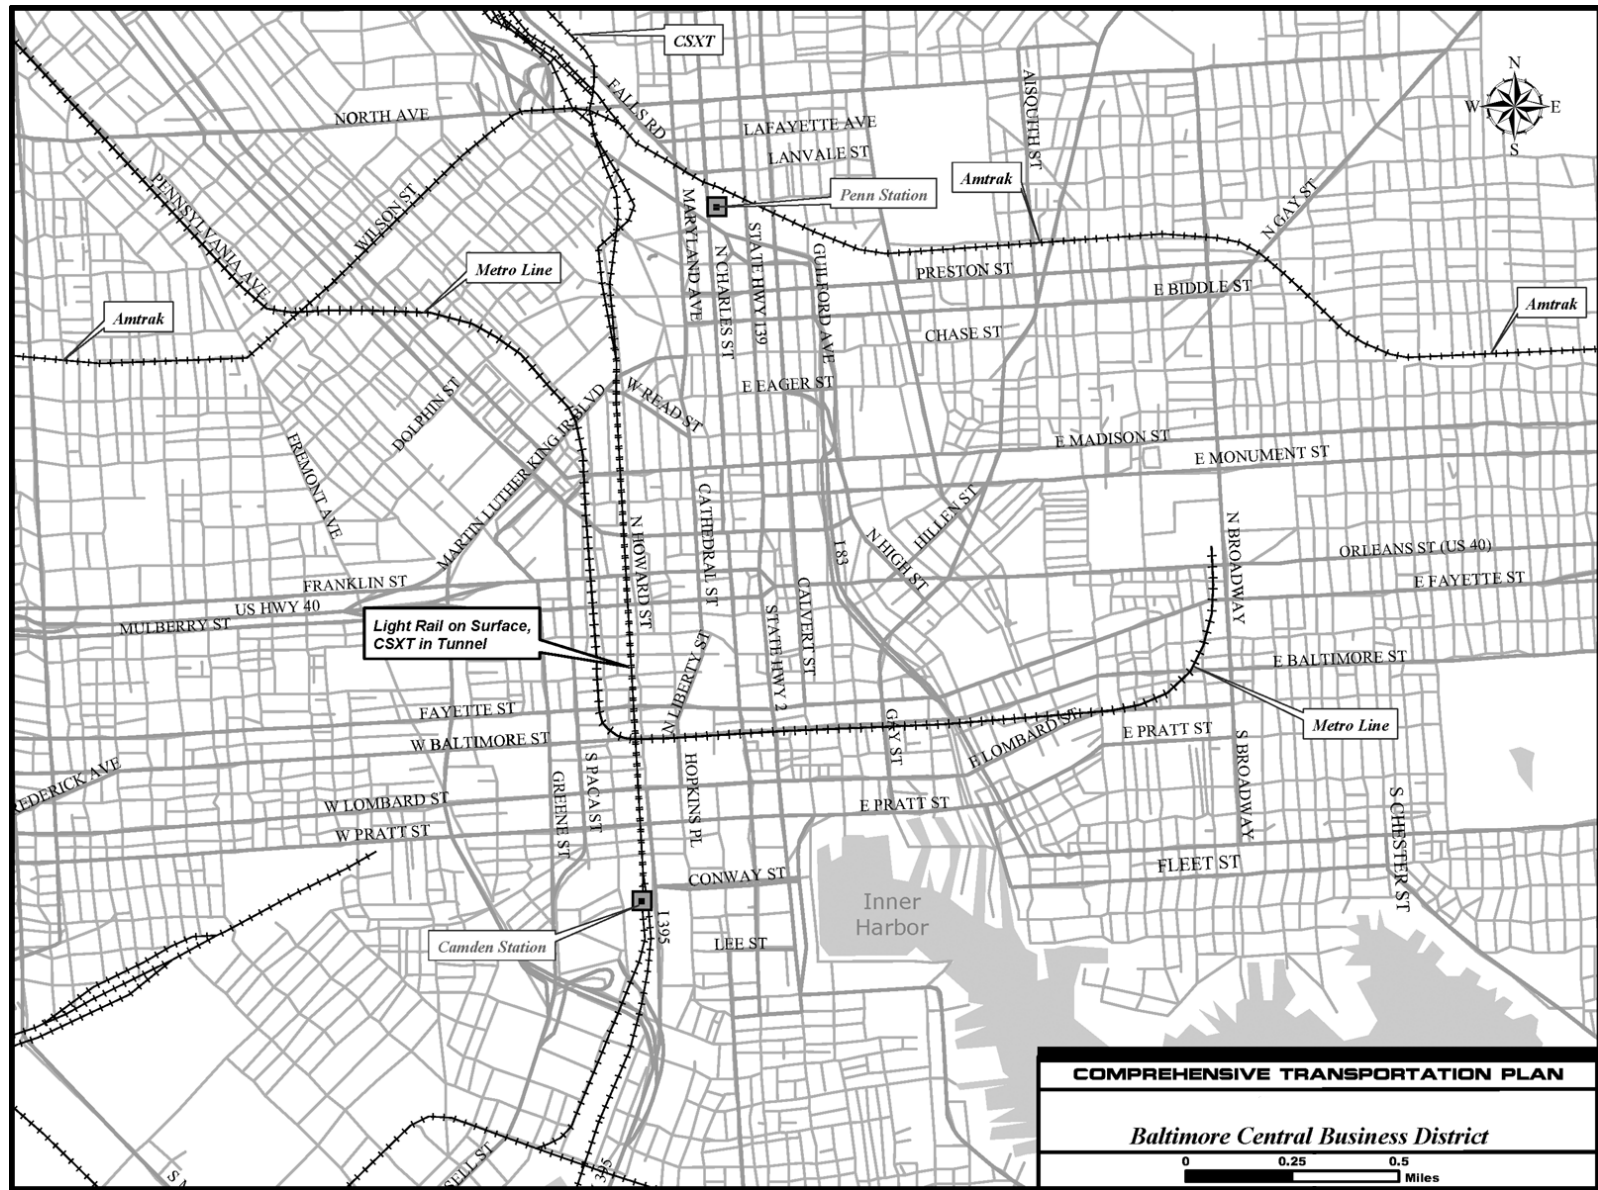 CSXT
FALLS RD
AISQUITH ST
N
W
E
S
NORTH AVE
LAFAYETTE AVE
LANVALE ST
Amtrak
Penn Station
PENNSYLVANIA AVE
WILSON ST
MARYLAND AVE
N CHARLES ST
STATE HWY 139
GUILFORD AVE
N GAY ST
Metro Line
PRESTON ST
E BIDDLE ST
Amtrak
Amtrak
CHASE ST
DOLPHIN ST
W READ ST
E EAGER ST
FREMONT AVE
MARTIN LUTHER KING JR BLVD
E MADISON ST
E MONUMENT ST
CATHEDRAL ST
N HOWARD ST
HILLEN ST
N HIGH ST
I 83
N BROADWAY
ORLEANS ST (US 40)
E FAYETTE ST
FRANKLIN ST
US HWY 40
MULBERRY ST
CALVERT ST
STATE HWY 2
Light Rail on Surface,
CSXT in Tunnel
N LIBERTY ST
E BALTIMORE ST
FAYETTE ST
W BALTIMORE ST
GAY ST
E LOMBARD ST
E PRATT ST
Metro Line
REDERICK AVE
GREENE ST
S PACA ST
HOPKINS PL
S BROADWAY
S CHESTER ST
W LOMBARD ST
W PRATT ST
E PRATT ST
FLEET ST
CONWAY ST
Inner
Harbor
I 395
LEE ST
Camden Station
COMPREHENSIVE TRANSPORTATION PLAN
Baltimore Central Business District
0 0.25 0.5
Miles
SELL ST
395
S M